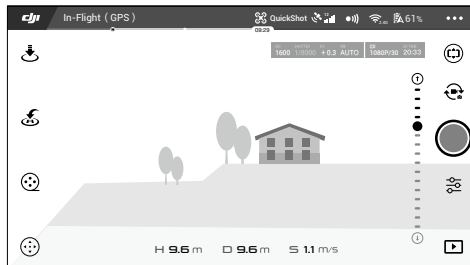 dji In-Flight ( GPS ) QuickShot 61% •••
09:29
1600 1/8000 +0.3 AUTO 1080P/30 20:33
H 9.6 m D 9.6 m S 1.1 m/s